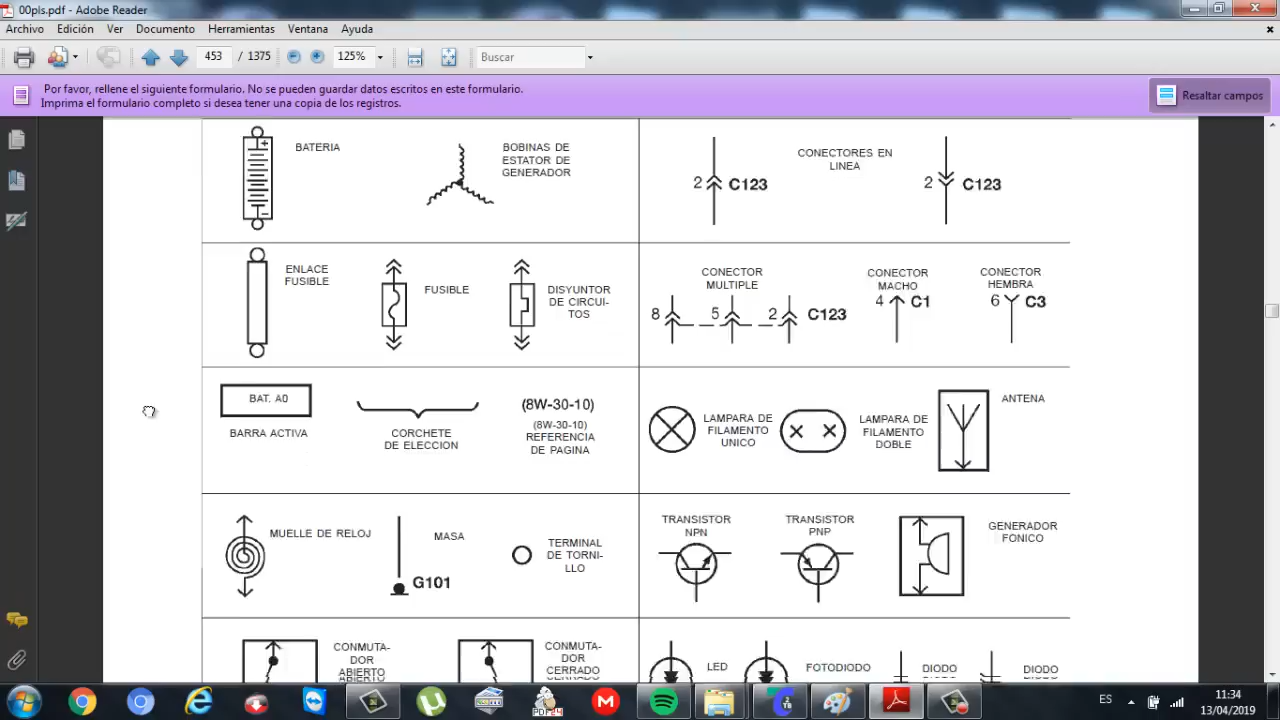 00pls.pdf - Adobe Reader
Archivo Edición Ver Documento Herramientas Ventana Ayuda
453 / 1375 125% Buscar
Por favor, rellene el siguiente formulario. No se pueden guardar datos escritos en este formulario.
Imprima el formulario completo si desea tener una copia de los registros.
Resaltar campos
BATERIA
BOBINAS DE
ESTATOR DE
GENERADOR
2 C123
CONECTORES EN
LINEA
2 C123
ENLACE
FUSIBLE
FUSIBLE
DISYUNTOR
DE CIRCUI-
TOS
CONECTOR
MULTIPLE
8 5 2 C123
CONECTOR
MACHO
4 C1
CONECTOR
HEMBRA
6 C3
BAT. A0
BARRA ACTIVA
CORCHETE
DE ELECCION
(8W-30-10)
(8W-30-10)
REFERENCIA
DE PAGINA
LAMPARA DE
FILAMENTO
UNICO
LAMPARA DE
FILAMENTO
DOBLE
ANTENA
MUELLE DE RELOJ
MASA
G101
TERMINAL
DE TORNI-
LLO
TRANSISTOR
NPN
TRANSISTOR
PNP
GENERADOR
FONICO
CONMUTA-
DOR
ABIERTO
CONMUTA-
DOR
CERRADO
LED
FOTODIODO
DIODO
DIODO
ES
11:34
13/04/2019